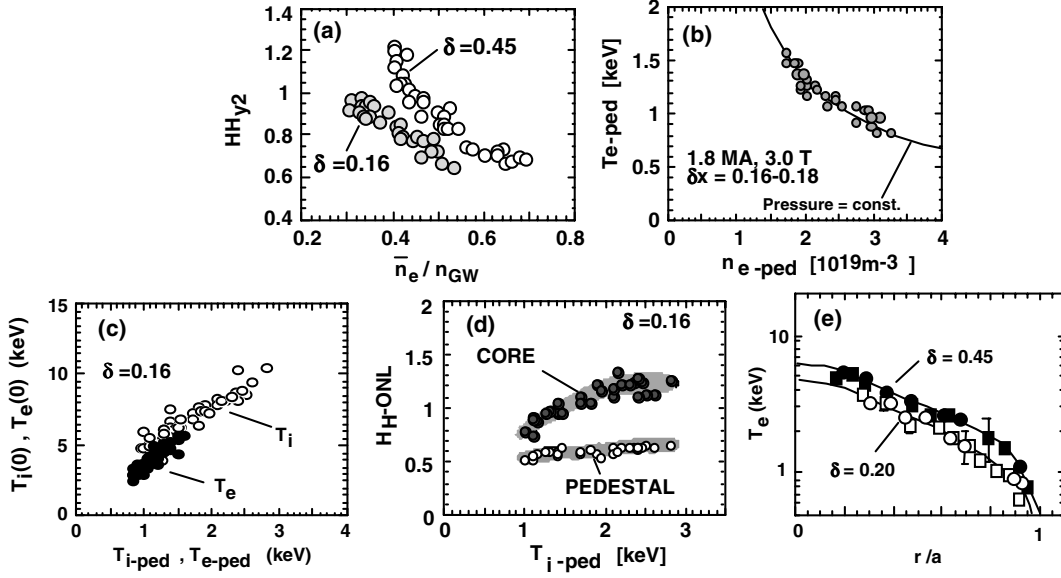 (a)
δ =0.45
δ =0.16
1.4
1.2
1
0.8
0.6
0.4
0.2
0.4
0.6
0.8
HHy2
n̅e / nGW
(b)
2
1.5
1
0.5
0
0
1
2
3
4
Te-ped [keV]
1.8 MA, 3.0 T
δx = 0.16-0.18
Pressure = const.
n e -ped [1019m-3 ]
(c)
δ =0.16
15
10
5
0
0
1
2
3
4
Ti(0) , Te(0) (keV)
Ti
Te
Ti-ped , Te-ped (keV)
(d)
δ =0.16
2
1.5
1
0.5
0
0
1
2
3
HH-ONL
CORE
PEDESTAL
Ti -ped [keV]
(e)
δ = 0.45
δ = 0.20
10
1
0
1
Te(keV)
r /a